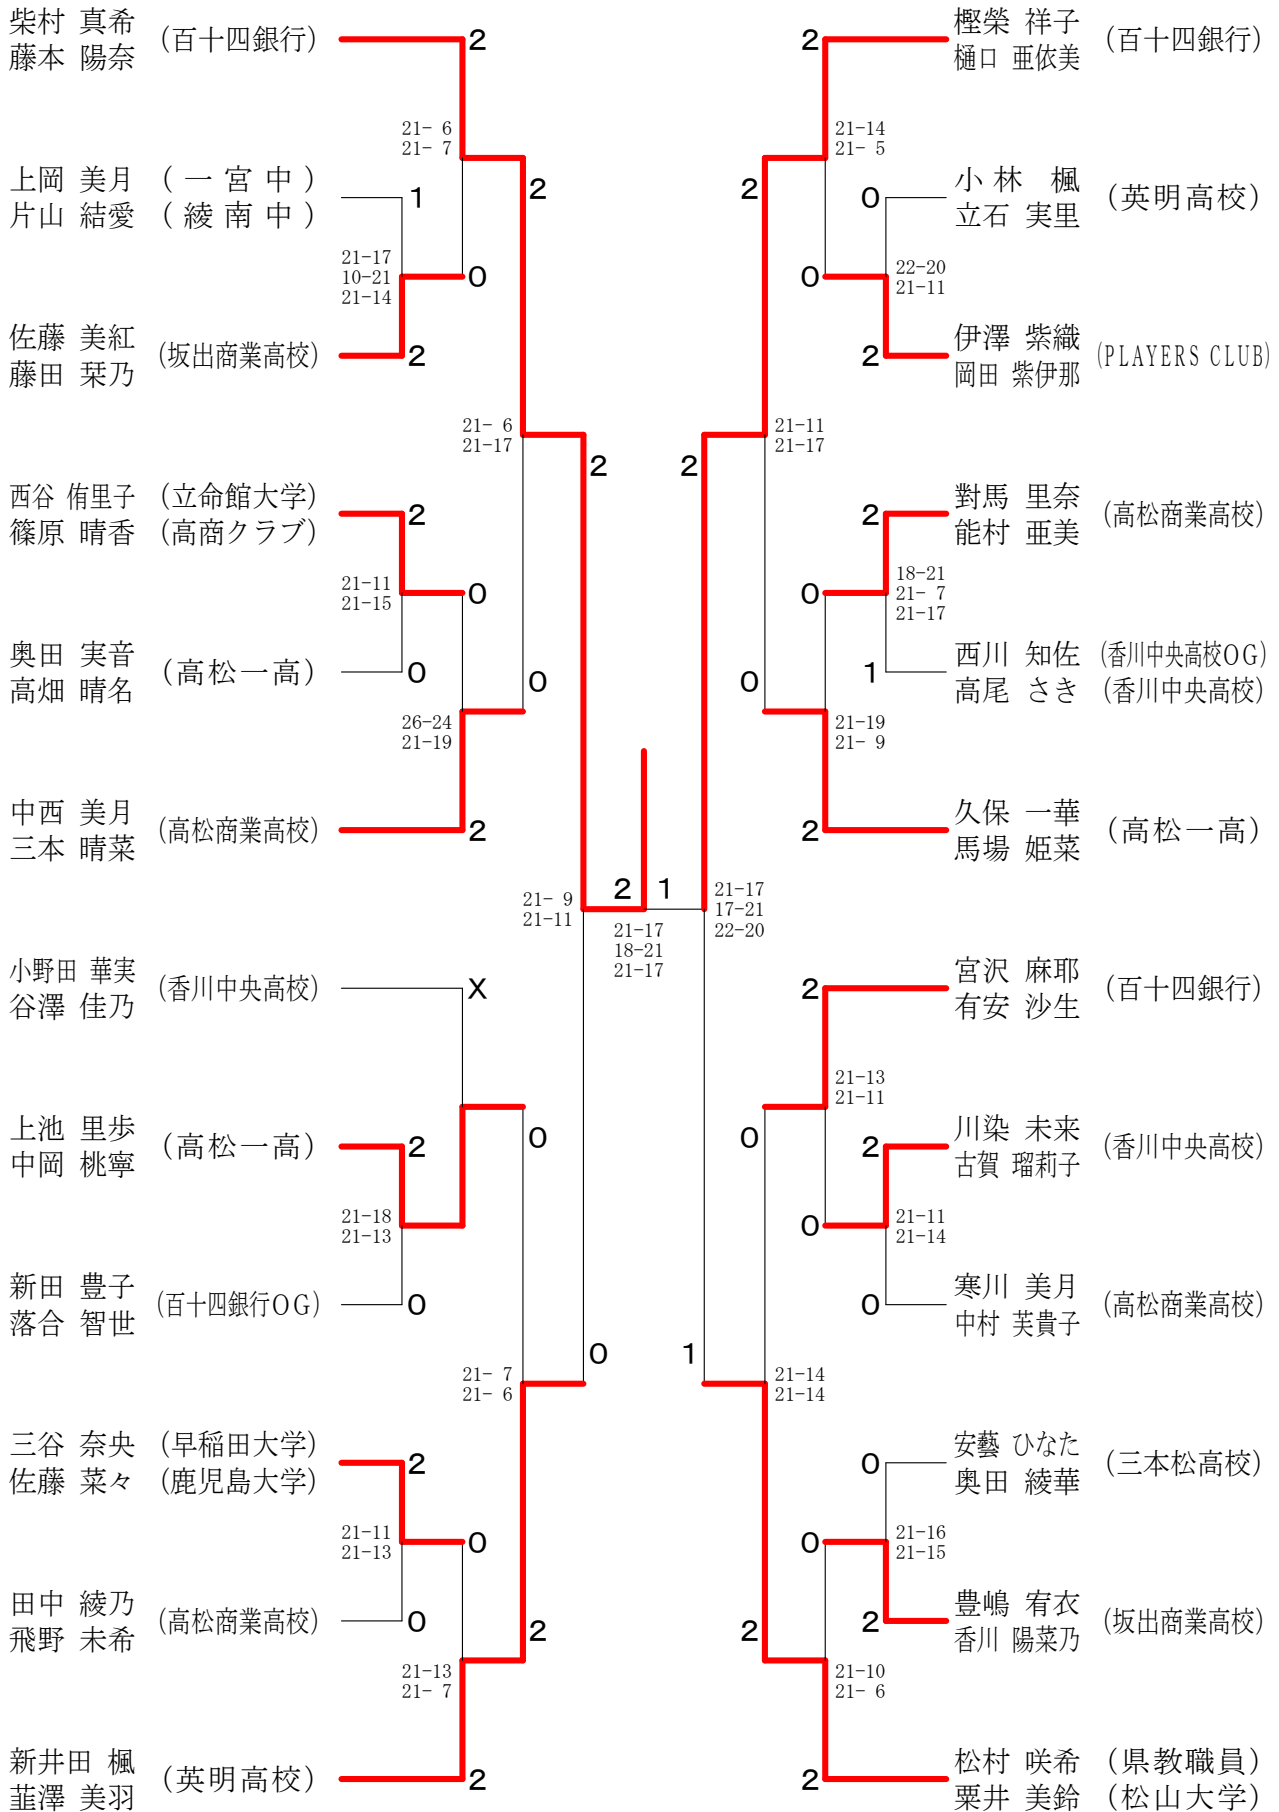 柴村 真希 (百十四銀行)
藤本 陽奈
2
21- 6
21- 7
上岡 美月 (一宮中)
片山 結愛 (綾南中)
1
2
21-17
10-21
21-14
0
佐藤 美紅 (坂出商業高校)
藤田 栞乃
2
21- 6
21-17
2
西谷 侑里子 (立命館大学)
篠原 晴香 (高商クラブ)
2
21-11
21-15
0
奥田 実音 (高松一高)
高畑 晴名
0
0
26-24
21-19
中西 美月 (高松商業高校)
三本 晴菜
2
21- 9
21-11
2 1
21-17
18-21
21-17
小野田 華実 (香川中央高校)
谷澤 佳乃
X
上池 里歩 (高松一高)
中岡 桃寧
2
0
21-18
21-13
新田 豊子 (百十四銀行OG)
落合 智世
0
0
21- 7
21- 6
三谷 奈央 (早稲田大学)
佐藤 菜々 (鹿児島大学)
2
21-11
21-13
0
田中 綾乃 (高松商業高校)
飛野 未希
0
2
21-13
21- 7
新井田 楓 (英明高校)
韮澤 美羽
2
2
樫榮 祥子 (百十四銀行)
樋口 亜依美
21-14
21- 5
2
0
小林 楓 (英明高校)
立石 実里
0
22-20
21-11
2
伊澤 紫織 (PLAYERS CLUB)
岡田 紫伊那
21-11
21-17
2
2
對馬 里奈 (高松商業高校)
能村 亜美
0
18-21
21- 7
21-17
1
西川 知佐 (香川中央高校OG)
高尾 さき (香川中央高校)
0
21-19
21- 9
2
久保 一華 (高松一高)
馬場 姫菜
21-17
17-21
22-20
2
宮沢 麻耶 (百十四銀行)
有安 沙生
21-13
21-11
0
2
川染 未来 (香川中央高校)
古賀 瑠莉子
0
21-11
21-14
0
寒川 美月 (高松商業高校)
中村 芙貴子
1
21-14
21-14
0
安藝 ひなた (三本松高校)
奥田 綾華
0
21-16
21-15
2
豊嶋 宥衣 (坂出商業高校)
香川 陽菜乃
2
21-10
21- 6
2
松村 咲希 (県教職員)
粟井 美鈴 (松山大学)